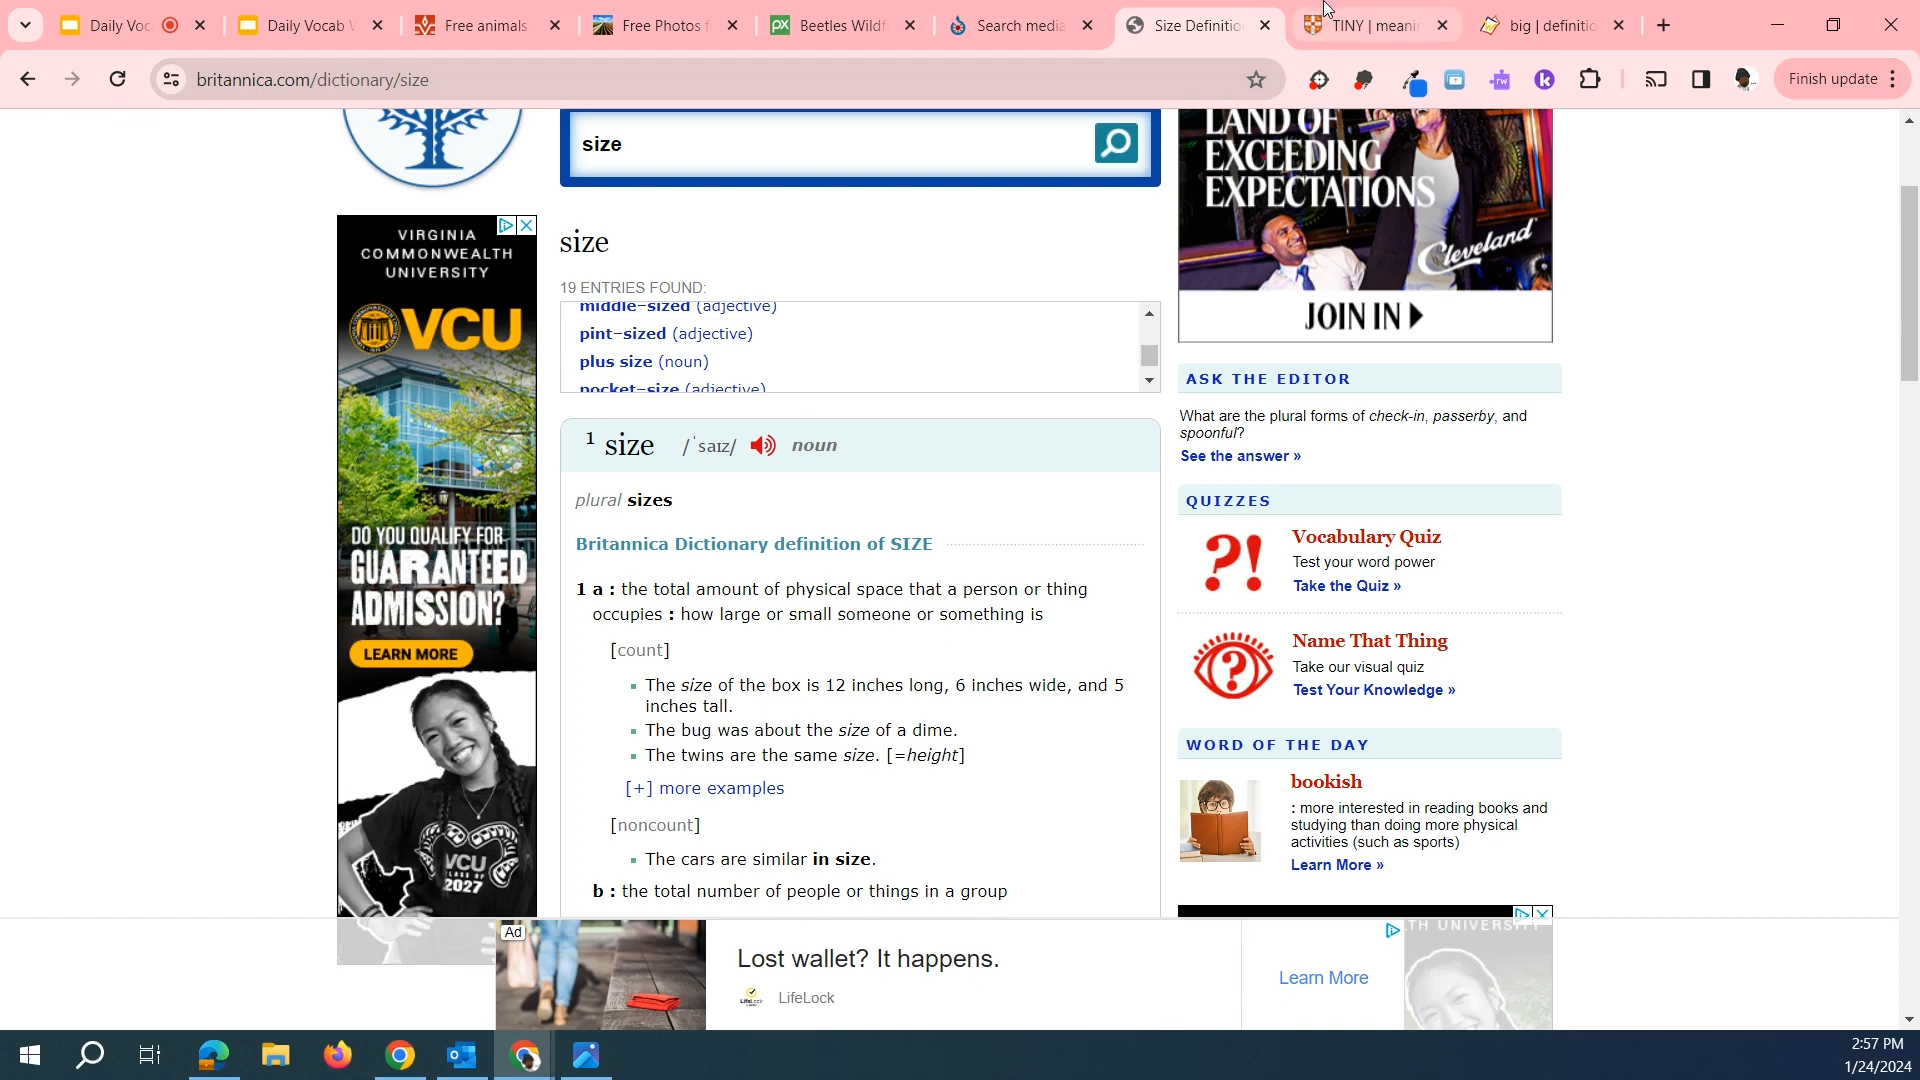 Daily Voc
Daily Vocab W
Free animals
Free Photos f
Beetles Wildf
Search media
Size Definitio
TINY | meanin
big | definitio
britannica.com/dictionary/size
Finish update
size
size
19 ENTRIES FOUND:
middle-sized (adjective)
pint-sized (adjective)
plus size (noun)
pocket-size (adjective)
1 size /ˈsaɪz/ noun
plural sizes
Britannica Dictionary definition of SIZE
1 a : the total amount of physical space that a person or thing
occupies : how large or small someone or something is
[count]
The size of the box is 12 inches long, 6 inches wide, and 5
inches tall.
The bug was about the size of a dime.
The twins are the same size. [=height]
[+] more examples
[noncount]
The cars are similar in size.
b : the total number of people or things in a group
VIRGINIA
COMMONWEALTH
UNIVERSITY
VCU
DO YOU QUALIFY FOR
GUARANTEED
ADMISSION?
LEARN MORE
VCU
CLASS OF
2027
LAND OF
EXCEEDING
EXPECTATIONS
Cleveland
JOIN IN
ASK THE EDITOR
What are the plural forms of check-in, passerby, and
spoonful?
See the answer »
QUIZZES
?!
Vocabulary Quiz
Test your word power
Take the Quiz »
?
Name That Thing
Take our visual quiz
Test Your Knowledge »
WORD OF THE DAY
bookish
: more interested in reading books and
studying than doing more physical
activities (such as sports)
Learn More »
Ad
Lost wallet? It happens.
LifeLock
LifeLock
Learn More
TH UNIVERSITY
2:57 PM
1/24/2024